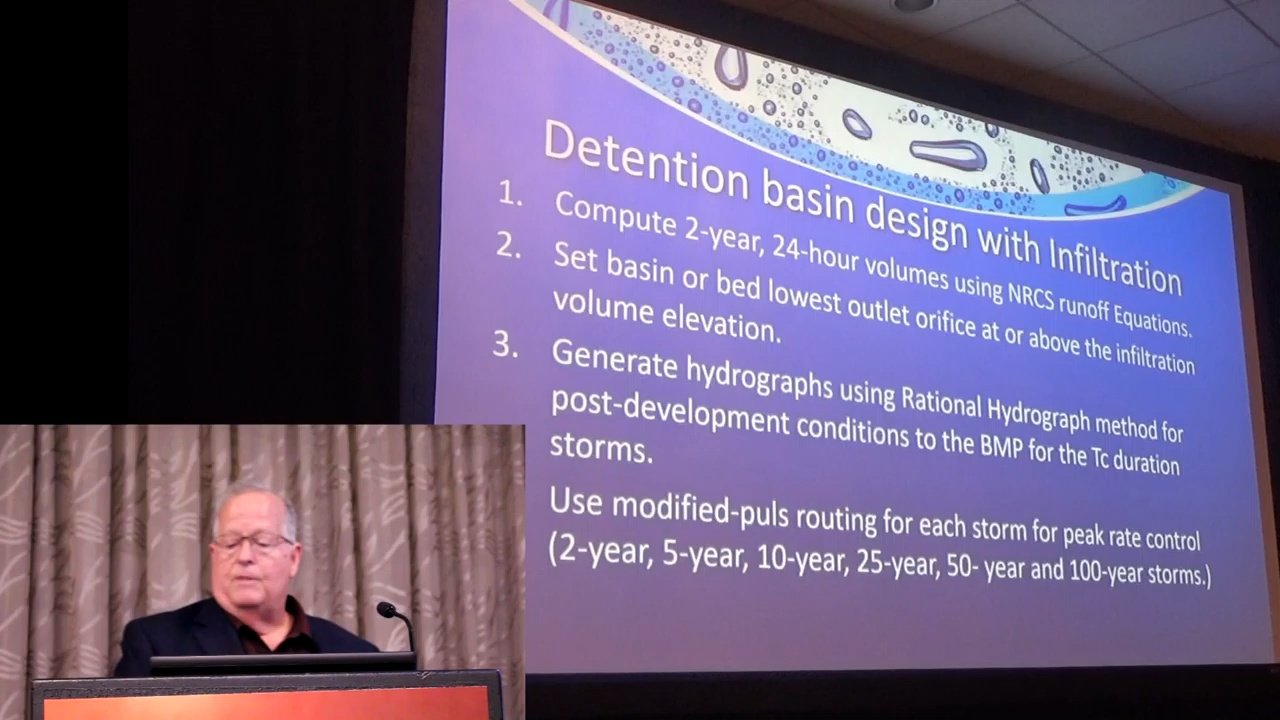 Detention basin design with Infiltration
1. Compute 2-year, 24-hour volumes using NRCS runoff Equations.
2. Set basin or bed lowest outlet orifice at or above the infiltration
volume elevation.
3. Generate hydrographs using Rational Hydrograph method for
post-development conditions to the BMP for the Tc duration
storms.
Use modified-puls routing for each storm for peak rate control
(2-year, 5-year, 10-year, 25-year, 50- year and 100-year storms.)